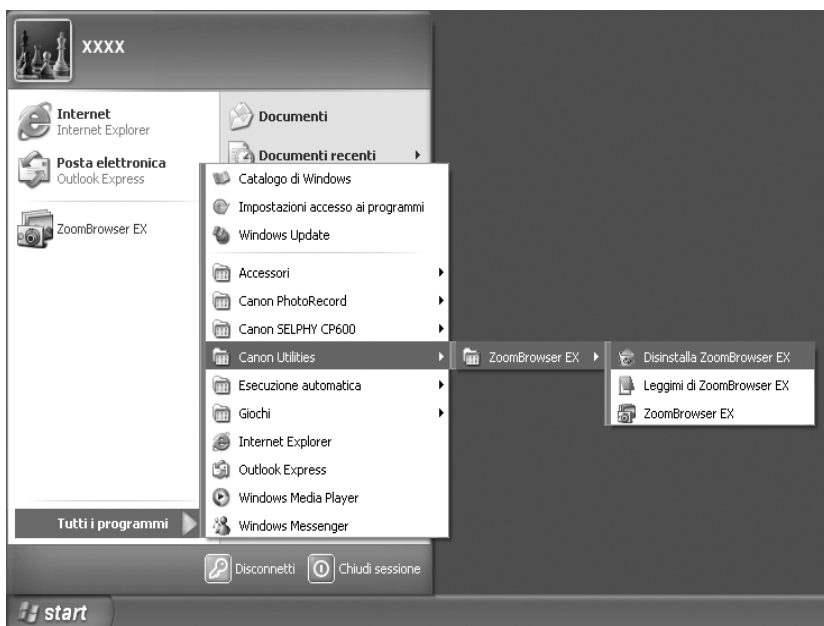 xxxx
Internet
Internet Explorer
Posta elettronica
Outlook Express
ZoomBrowser EX
Documenti
Documenti recenti
Catalogo di Windows
Impostazioni accesso ai programmi
Windows Update
Accessori
Canon PhotoRecord
Canon SELPHY CP600
Canon Utilities
Esecuzione automatica
Giochi
Internet Explorer
Outlook Express
Windows Media Player
Windows Messenger
ZoomBrowser EX
Disinstalla ZoomBrowser EX
Leggimi di ZoomBrowser EX
ZoomBrowser EX
Tutti i programmi
Disconnetti
Chiudi sessione
start